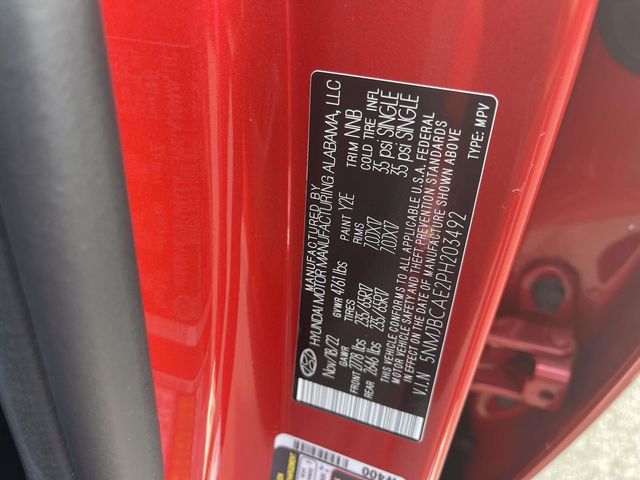 MANUFACTURED BY
HYUNDAI MOTOR MANUFACTURING ALABAMA, LLC
Nov/18/22 GVWR 4761 lbs PAINT Y2E TRIM NNB
GAWR RIMS COLD TIRE INFL
FRONT 2778 lbs 235/65R17 7.0JX17 35 psi SINGLE
REAR 2646 lbs 235/65R17 7.0JX17 35 psi SINGLE
THIS VEHICLE CONFORMS TO ALL APPLICABLE U.S.A. FEDERAL
MOTOR VEHICLE SAFETY AND THEFT PREVENTION STANDARDS
IN EFFECT ON THE DATE OF MANUFACTURE SHOWN ABOVE
V.I.N 5NMJBCAE2PH203492 TYPE: MPV